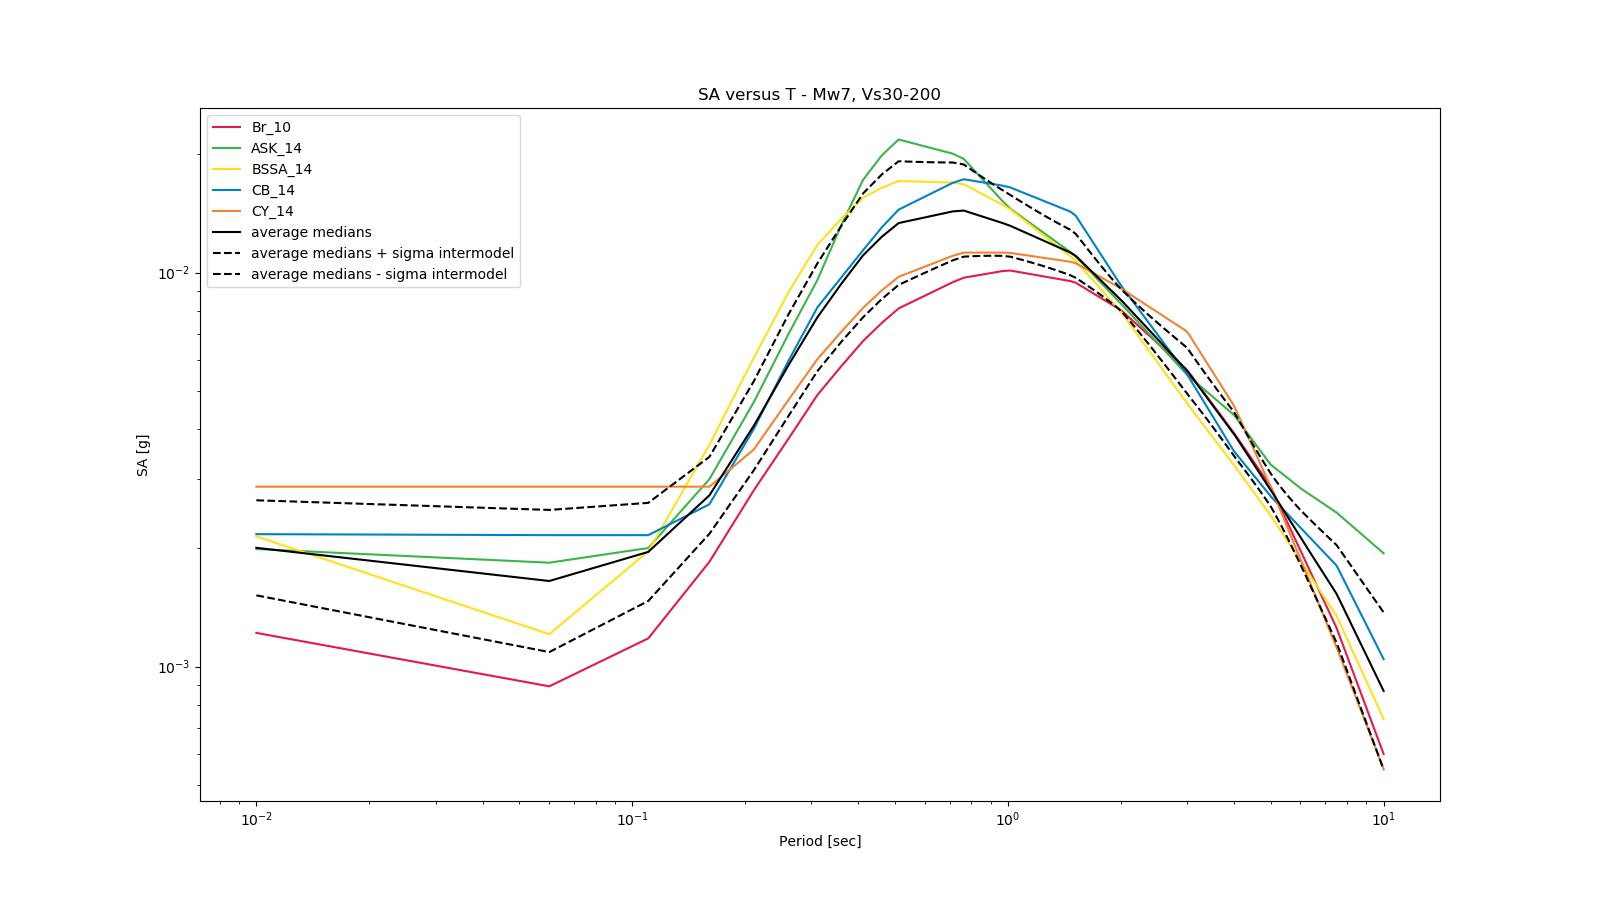 SA versus T - Mw7, Vs30-200
Br_10
ASK_14
BSSA_14
CB_14
CY_14
average medians
average medians + sigma intermodel
average medians - sigma intermodel
SA [g]
10⁻²
10⁻³
10⁻² 10⁻¹ 10⁰ 10¹
Period [sec]